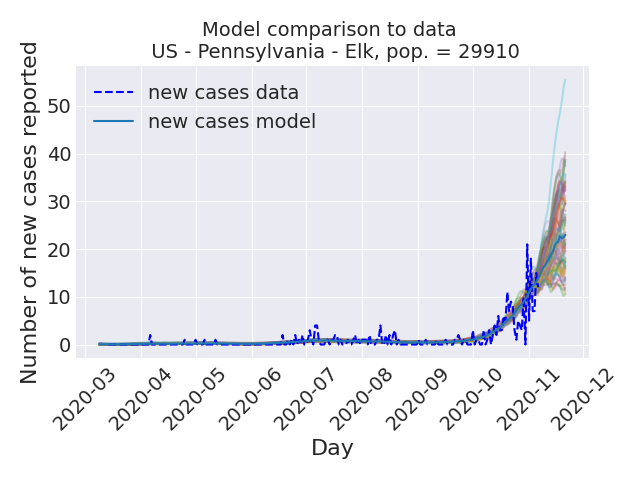 Model comparison to data
US - Pennsylvania - Elk, pop. = 29910
Number of new cases reported
50
40
30
20
10
0
new cases data
new cases model
2020-03
2020-04
2020-05
2020-06
2020-07
2020-08
2020-09
2020-10
2020-11
2020-12
Day